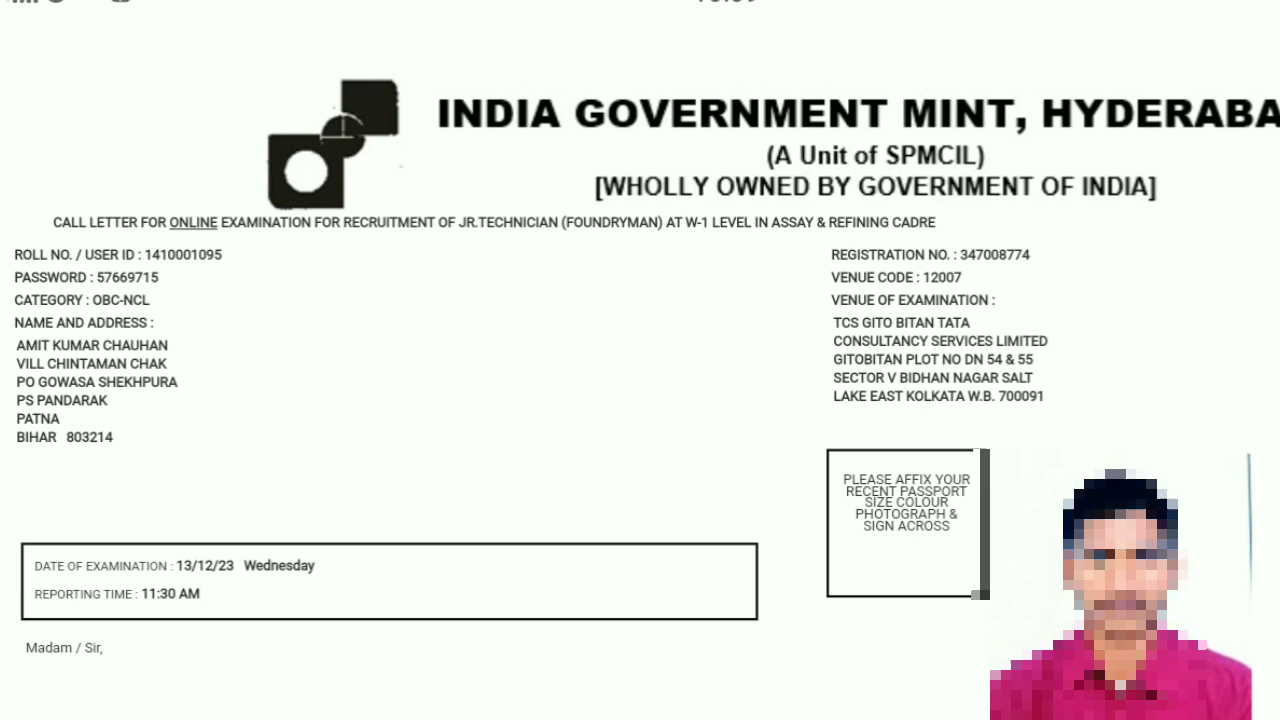 INDIA GOVERNMENT MINT, HYDERABA
(A Unit of SPMCIL)
[WHOLLY OWNED BY GOVERNMENT OF INDIA]
CALL LETTER FOR ONLINE EXAMINATION FOR RECRUITMENT OF JR.TECHNICIAN (FOUNDRYMAN) AT W-1 LEVEL IN ASSAY & REFINING CADRE
ROLL NO. / USER ID : 1410001095
PASSWORD : 57669715
CATEGORY : OBC-NCL
NAME AND ADDRESS :
AMIT KUMAR CHAUHAN
VILL CHINTAMAN CHAK
PO GOWASA SHEKHPURA
PS PANDARAK
PATNA
BIHAR 803214
REGISTRATION NO. : 347008774
VENUE CODE : 12007
VENUE OF EXAMINATION :
TCS GITO BITAN TATA
CONSULTANCY SERVICES LIMITED
GITOBITAN PLOT NO DN 54 & 55
SECTOR V BIDHAN NAGAR SALT
LAKE EAST KOLKATA W.B. 700091
PLEASE AFFIX YOUR
RECENT PASSPORT
SIZE COLOUR
PHOTOGRAPH &
SIGN ACROSS
DATE OF EXAMINATION : 13/12/23 Wednesday
REPORTING TIME : 11:30 AM
Madam / Sir,